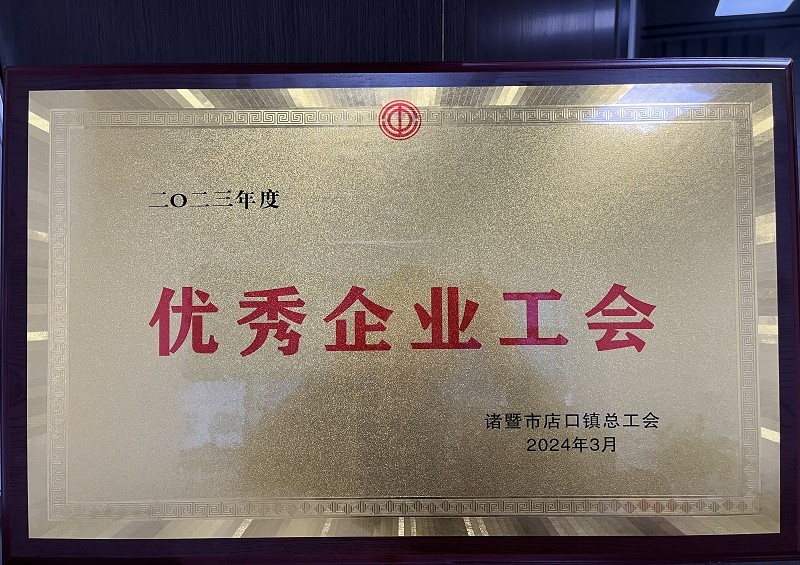 二〇二三年度
优秀企业工会
诸暨市店口镇总工会
2024年3月